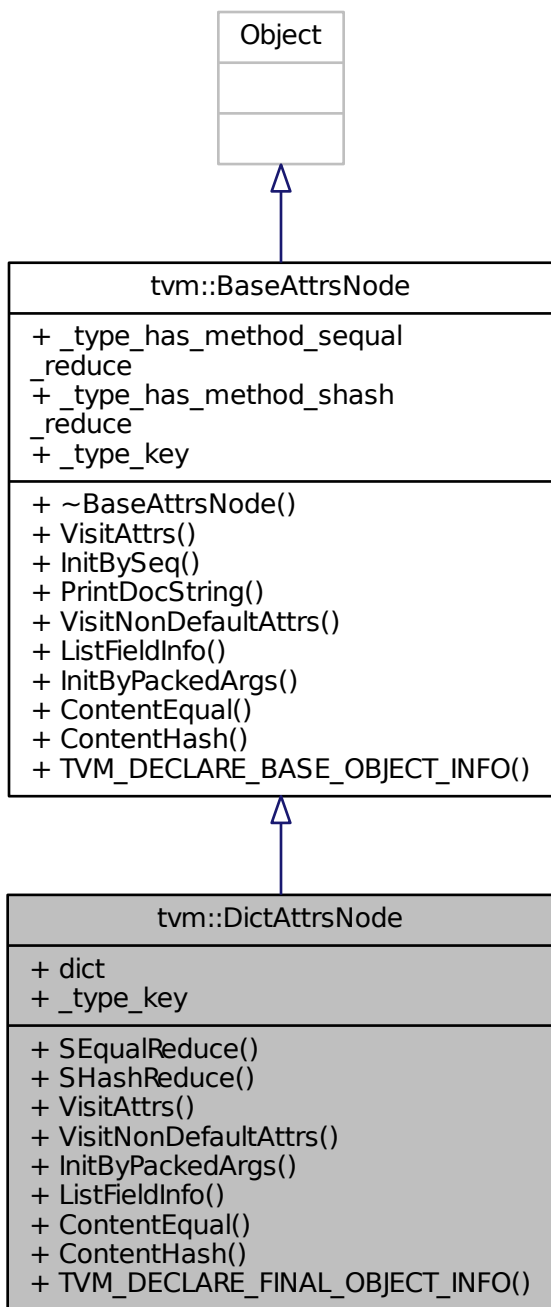 Object
tvm::BaseAttrsNode
+ _type_has_method_sequal
_reduce
+ _type_has_method_shash
_reduce
+ _type_key
+ ~BaseAttrsNode()
+ VisitAttrs()
+ InitBySeq()
+ PrintDocString()
+ VisitNonDefaultAttrs()
+ ListFieldInfo()
+ InitByPackedArgs()
+ ContentEqual()
+ ContentHash()
+ TVM_DECLARE_BASE_OBJECT_INFO()
tvm::DictAttrsNode
+ dict
+ _type_key
+ SEqualReduce()
+ SHashReduce()
+ VisitAttrs()
+ VisitNonDefaultAttrs()
+ InitByPackedArgs()
+ ListFieldInfo()
+ ContentEqual()
+ ContentHash()
+ TVM_DECLARE_FINAL_OBJECT_INFO()